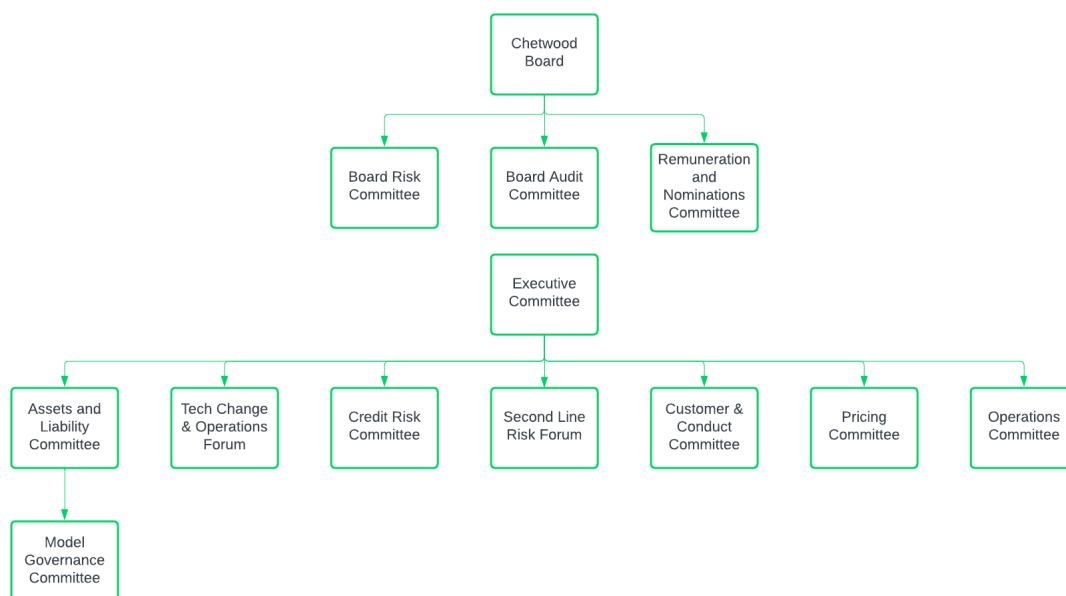 Chetwood
Board
Board Risk
Committee
Board Audit
Committee
Remuneration
and
Nominations
Committee
Executive
Committee
Assets and
Liability
Committee
Tech Change
& Operations
Forum
Credit Risk
Committee
Second Line
Risk Forum
Customer &
Conduct
Committee
Pricing
Committee
Operations
Committee
Model
Governance
Committee